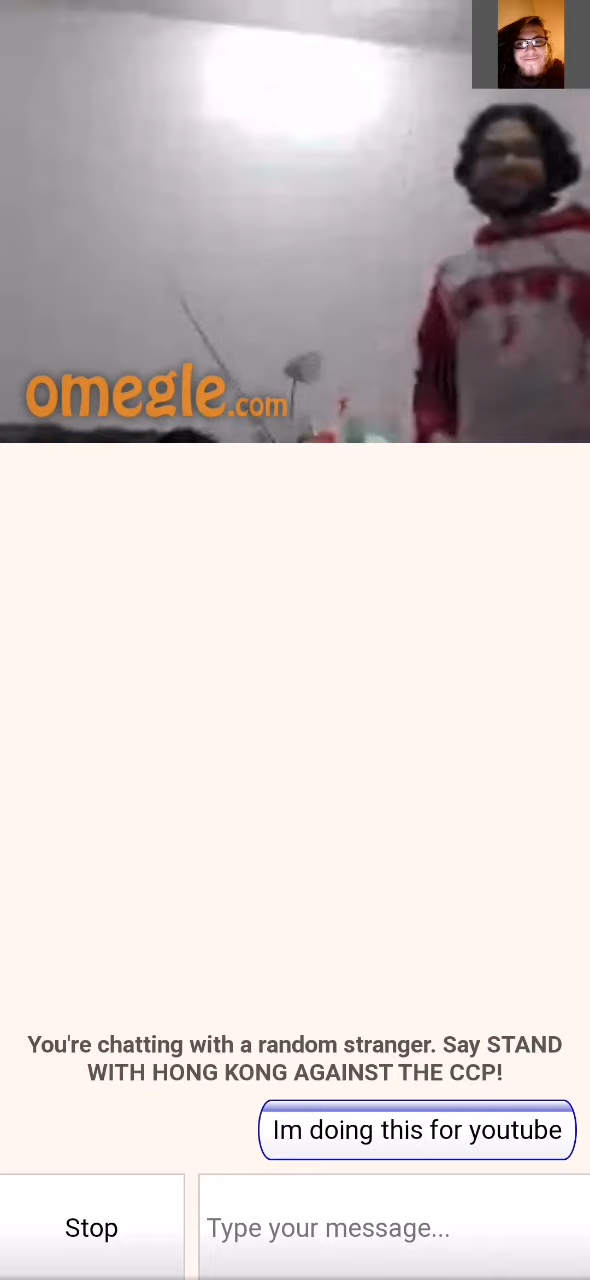 omegle.com
You're chatting with a random stranger. Say STAND
WITH HONG KONG AGAINST THE CCP!
Im doing this for youtube
Stop
Type your message...